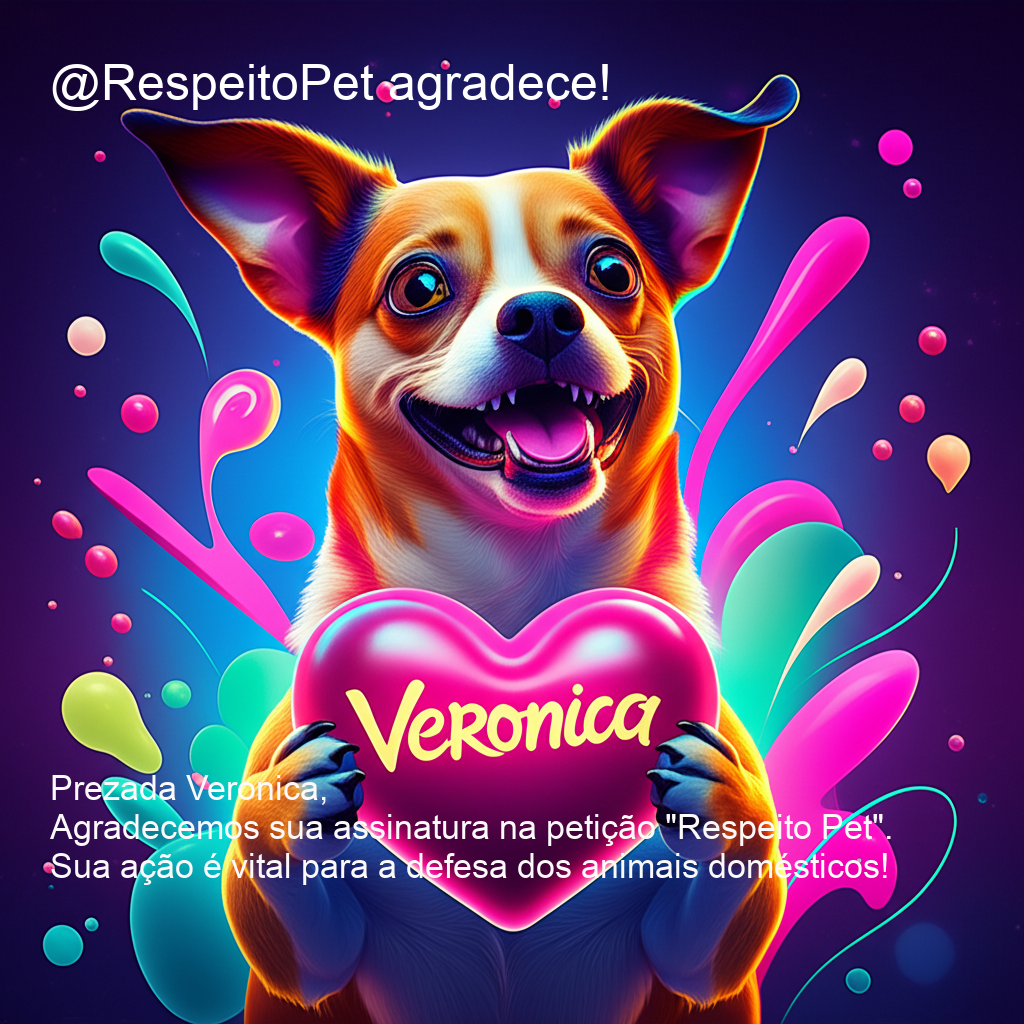 @RespeitoPet agradece!
Veronica
Prezada Veronica,
Agradecemos sua assinatura na petição "Respeito Pet".
Sua ação é vital para a defesa dos animais domésticos!